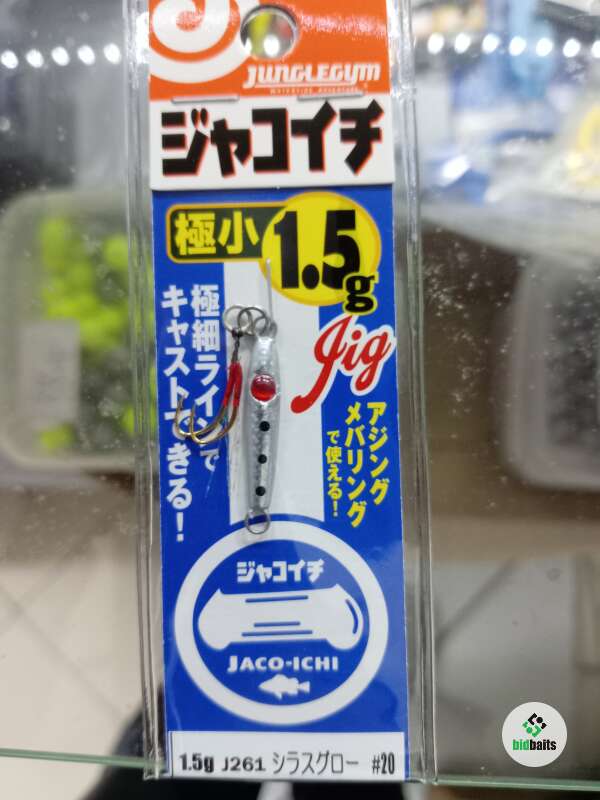 JUNGLEGYM
WATERSIDE ADVENTURE
ジャコイチ
極小
1.5g
Jig
極細ラインで
キャストできる!
アジング
メバリング
で使える!
ジャコイチ
JACO-ICHI
1.5g J261 シラスグロー #20
bidbaits